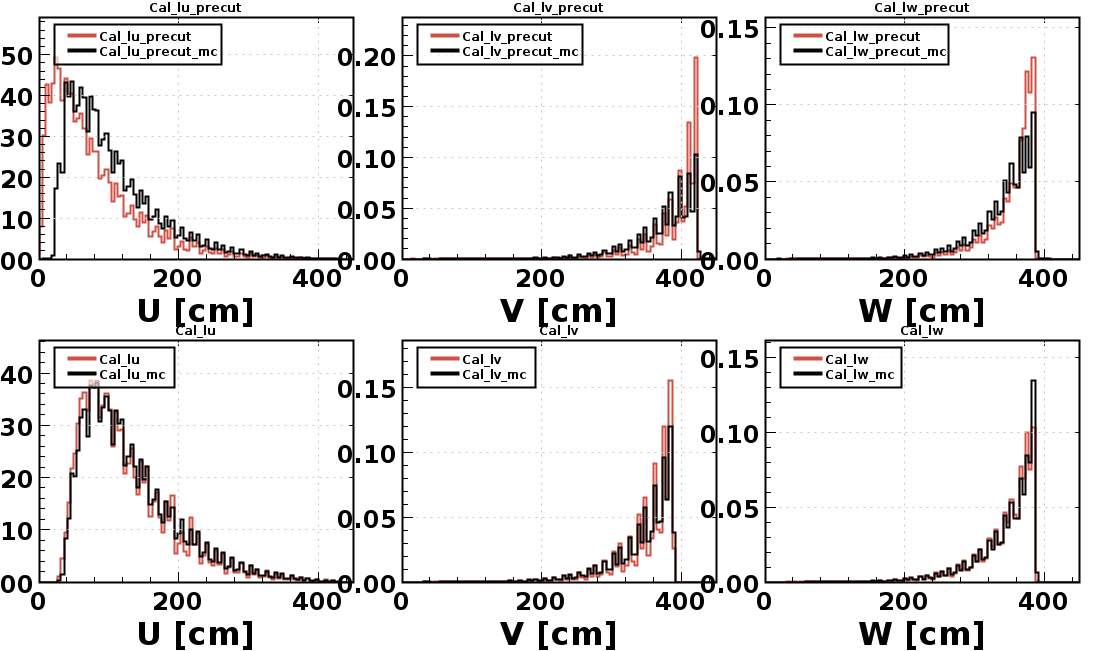 Cal_lu_precut Cal_lv_precut Cal_lw_precut
Cal_lu_precut
Cal_lu_precut_mc
Cal_lv_precut
Cal_lv_precut_mc
Cal_lw_precut
Cal_lw_precut_mc
50
40
30
20
10
00
0.20
0.15
0.10
0.05
0.00
0.15
0.10
0.05
0.00
0 200 400
0 200 400
0 200 400
U [cm] V [cm] W [cm]
Cal_lu Cal_lv Cal_lw
Cal_lu
Cal_lu_mc
Cal_lv
Cal_lv_mc
Cal_lw
Cal_lw_mc
40
30
20
10
00
0.15
0.10
0.05
0.00
0.15
0.10
0.05
0.00
0 200 400
0 200 400
0 200 400
U [cm] V [cm] W [cm]